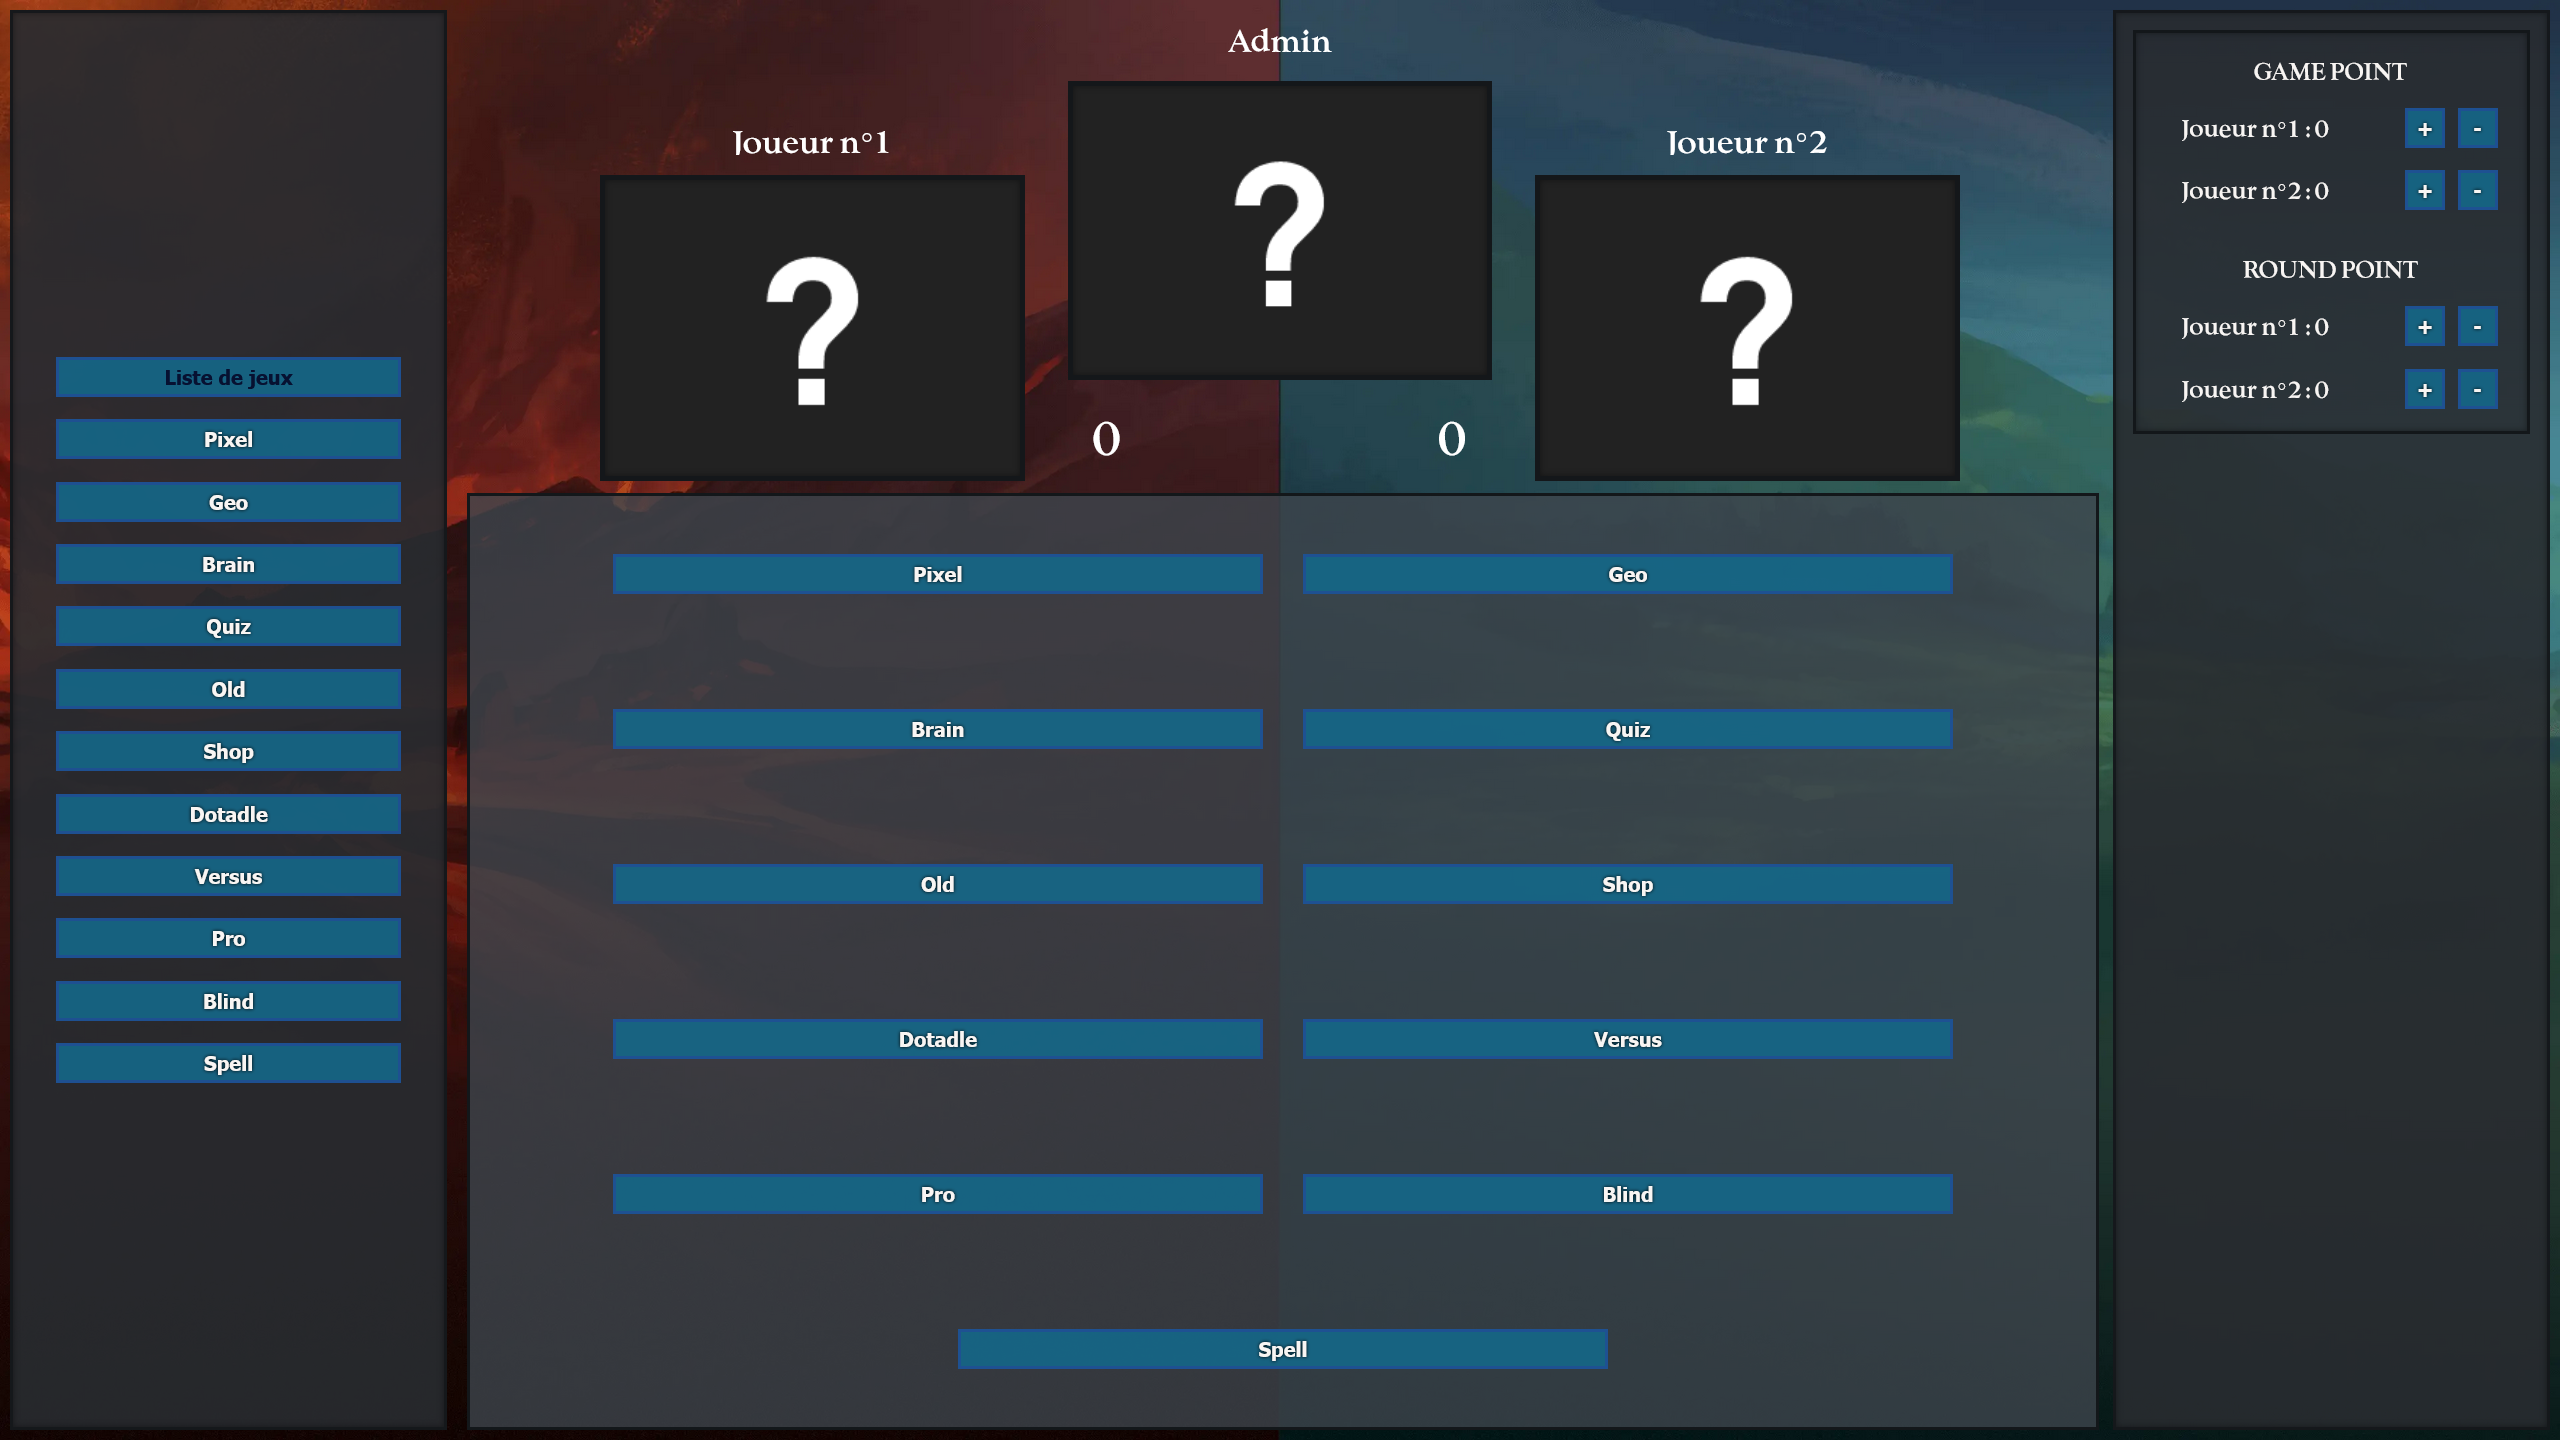 Admin
Joueur n°1
Joueur n°2
?
?
?
0
0
Liste de jeux
Pixel
Geo
Brain
Quiz
Old
Shop
Dotadle
Versus
Pro
Blind
Spell
Pixel
Geo
Brain
Quiz
Old
Shop
Dotadle
Versus
Pro
Blind
Spell
GAME POINT
Joueur n°1 : 0 + -
Joueur n°2 : 0 + -
ROUND POINT
Joueur n°1 : 0 + -
Joueur n°2 : 0 + -